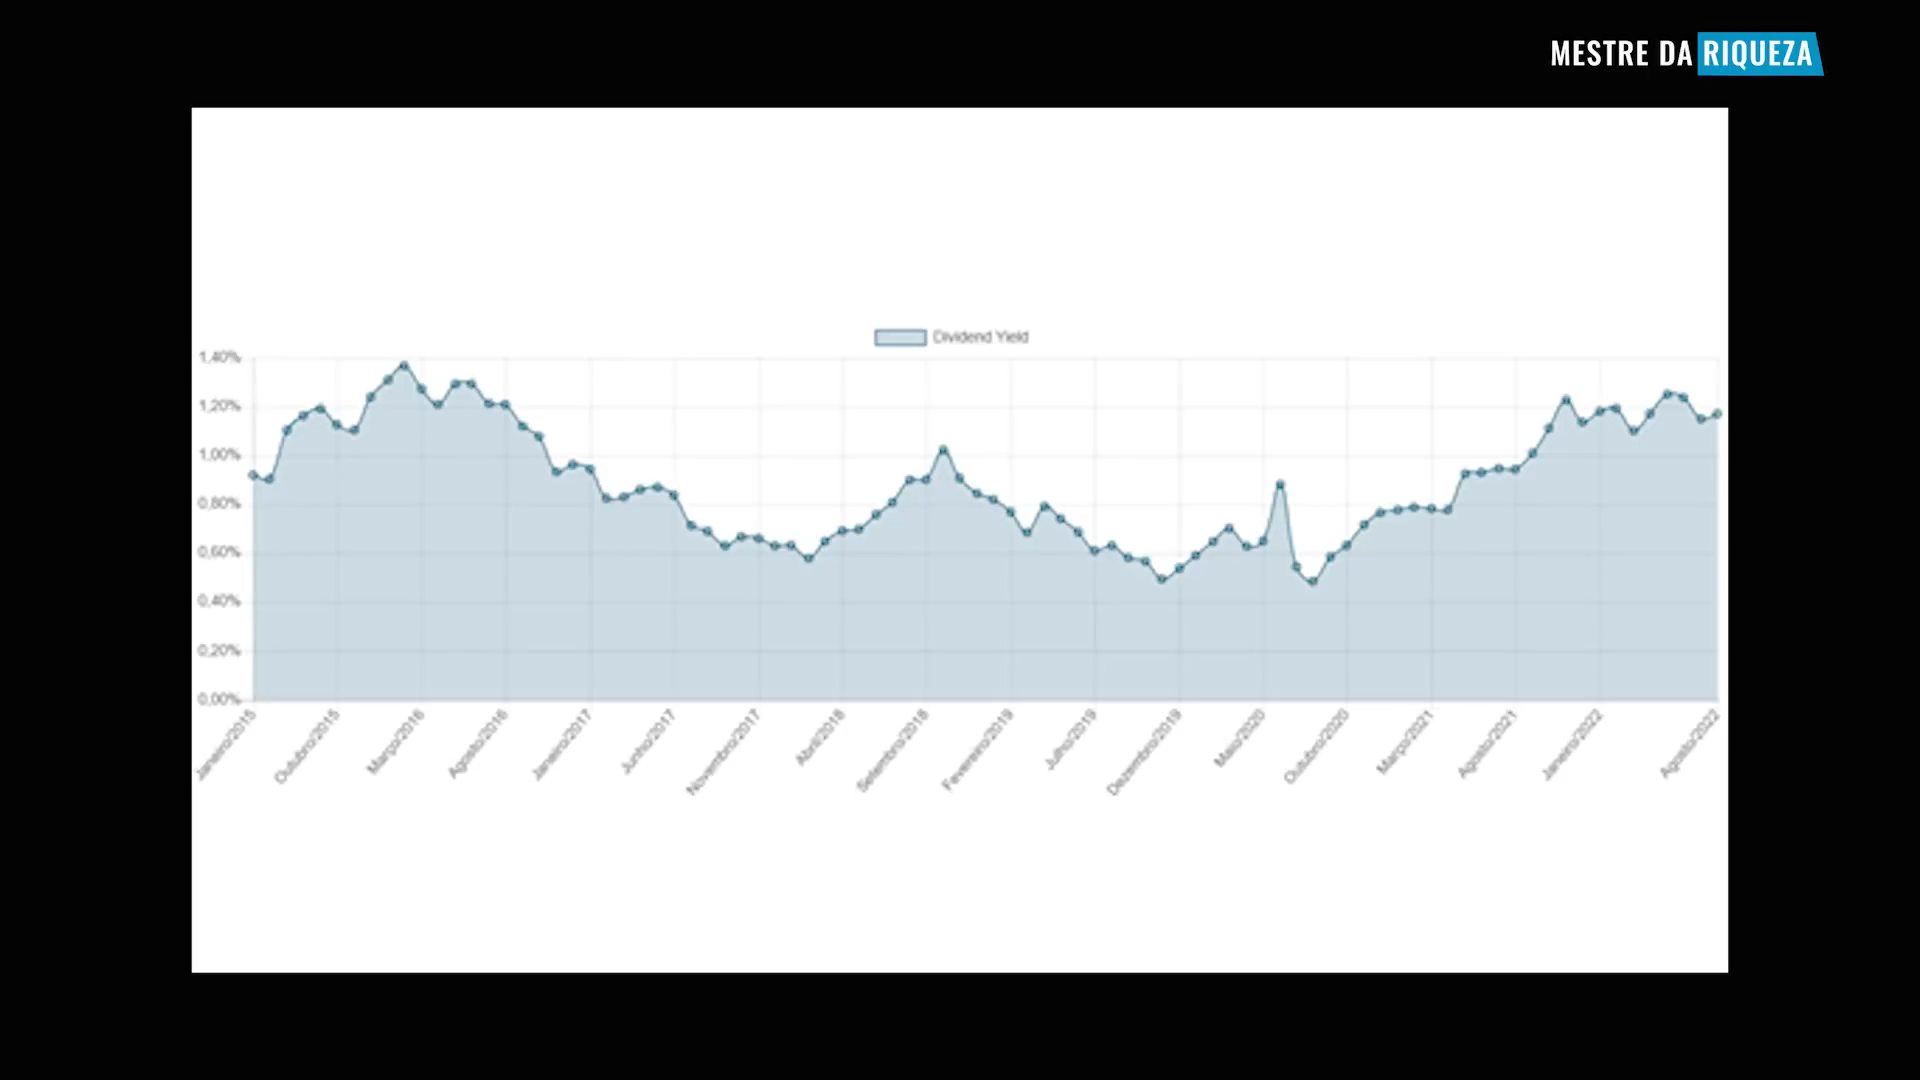 MESTRE DA RIQUEZA
Dividend Yield
1,40%
1,20%
1,00%
0,80%
0,60%
0,40%
0,20%
0,00%
Janeiro/2015
Outubro/2015
Março/2016
Agosto/2016
Janeiro/2017
Junho/2017
Novembro/2017
Abril/2018
Setembro/2018
Fevereiro/2019
Julho/2019
Dezembro/2019
Maio/2020
Outubro/2020
Março/2021
Agosto/2021
Janeiro/2022
Agosto/2022